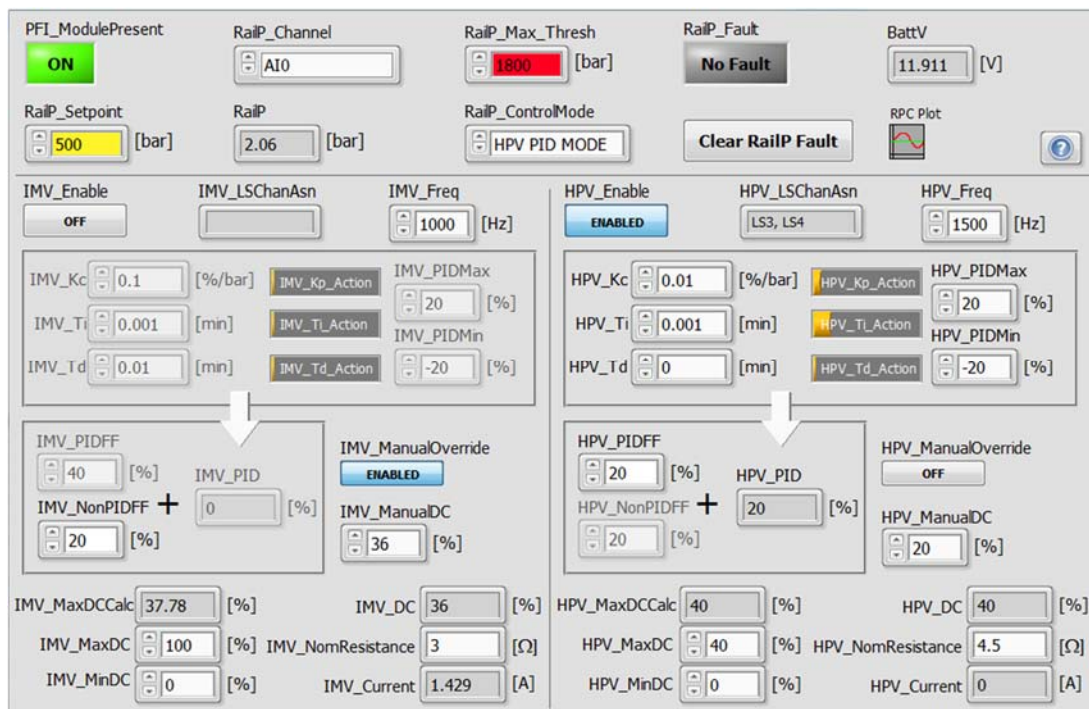 PFI_ModulePresent RailP_Channel RailP_Max_Thresh RailP_Fault BattV
ON AI0 1800 [bar] No Fault 11.911 [V]
RailP_Setpoint RailP RailP_ControlMode RPC Plot
500 [bar] 2.06 [bar] HPV PID MODE Clear RailP Fault ?
IMV_Enable IMV_LSChanAsn IMV_Freq
OFF 1000 [Hz]
IMV_Kc 0.1 [%/bar] IMV_Kp_Action IMV_PIDMax
20 [%]
IMV_Ti 0.001 [min] IMV_Ti_Action IMV_PIDMin
IMV_Td 0.01 [min] IMV_Td_Action -20 [%]
IMV_PIDFF
40 [%] IMV_PID
IMV_NonPIDFF + 0 [%]
20 [%]
IMV_ManualOverride
ENABLED
IMV_ManualDC
36 [%]
IMV_MaxDCCalc 37.78 [%] IMV_DC 36 [%]
IMV_MaxDC 100 [%] IMV_NomResistance 3 [Ω]
IMV_MinDC 0 [%] IMV_Current 1.429 [A]
HPV_Enable HPV_LSChanAsn HPV_Freq
ENABLED LS3, LS4 1500 [Hz]
HPV_Kc 0.01 [%/bar] HPV_Kp_Action HPV_PIDMax
20 [%]
HPV_Ti 0.001 [min] HPV_Ti_Action HPV_PIDMin
HPV_Td 0 [min] HPV_Td_Action -20 [%]
HPV_PIDFF
20 [%] HPV_PID
HPV_NonPIDFF + 20 [%]
20 [%]
HPV_ManualOverride
OFF
HPV_ManualDC
20 [%]
HPV_MaxDCCalc 40 [%] HPV_DC 40 [%]
HPV_MaxDC 40 [%] HPV_NomResistance 4.5 [Ω]
HPV_MinDC 0 [%] HPV_Current 0 [A]